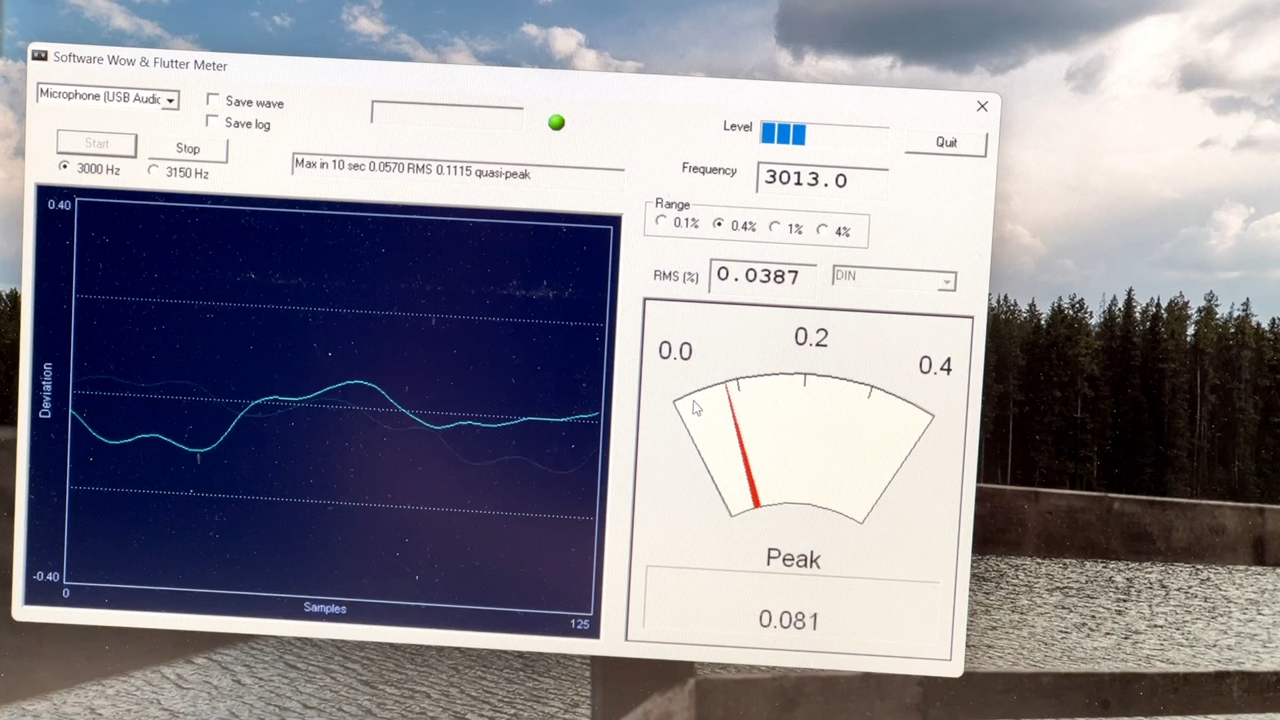 Software Wow & Flutter Meter
Microphone (USB Audic
Save wave
Save log
Level
Quit
Start
Stop
3000 Hz
3150 Hz
Max in 10 sec 0.0570 RMS 0.1115 quasi-peak
Frequency
3013.0
Range
0.1%
0.4%
1%
4%
RMS (%)
0.0387
DIN
0.40
Deviation
-0.40
0
Samples
125
0.0
0.2
0.4
Peak
0.081